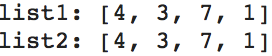 list1: [4, 3, 7, 1]
list2: [4, 3, 7, 1]